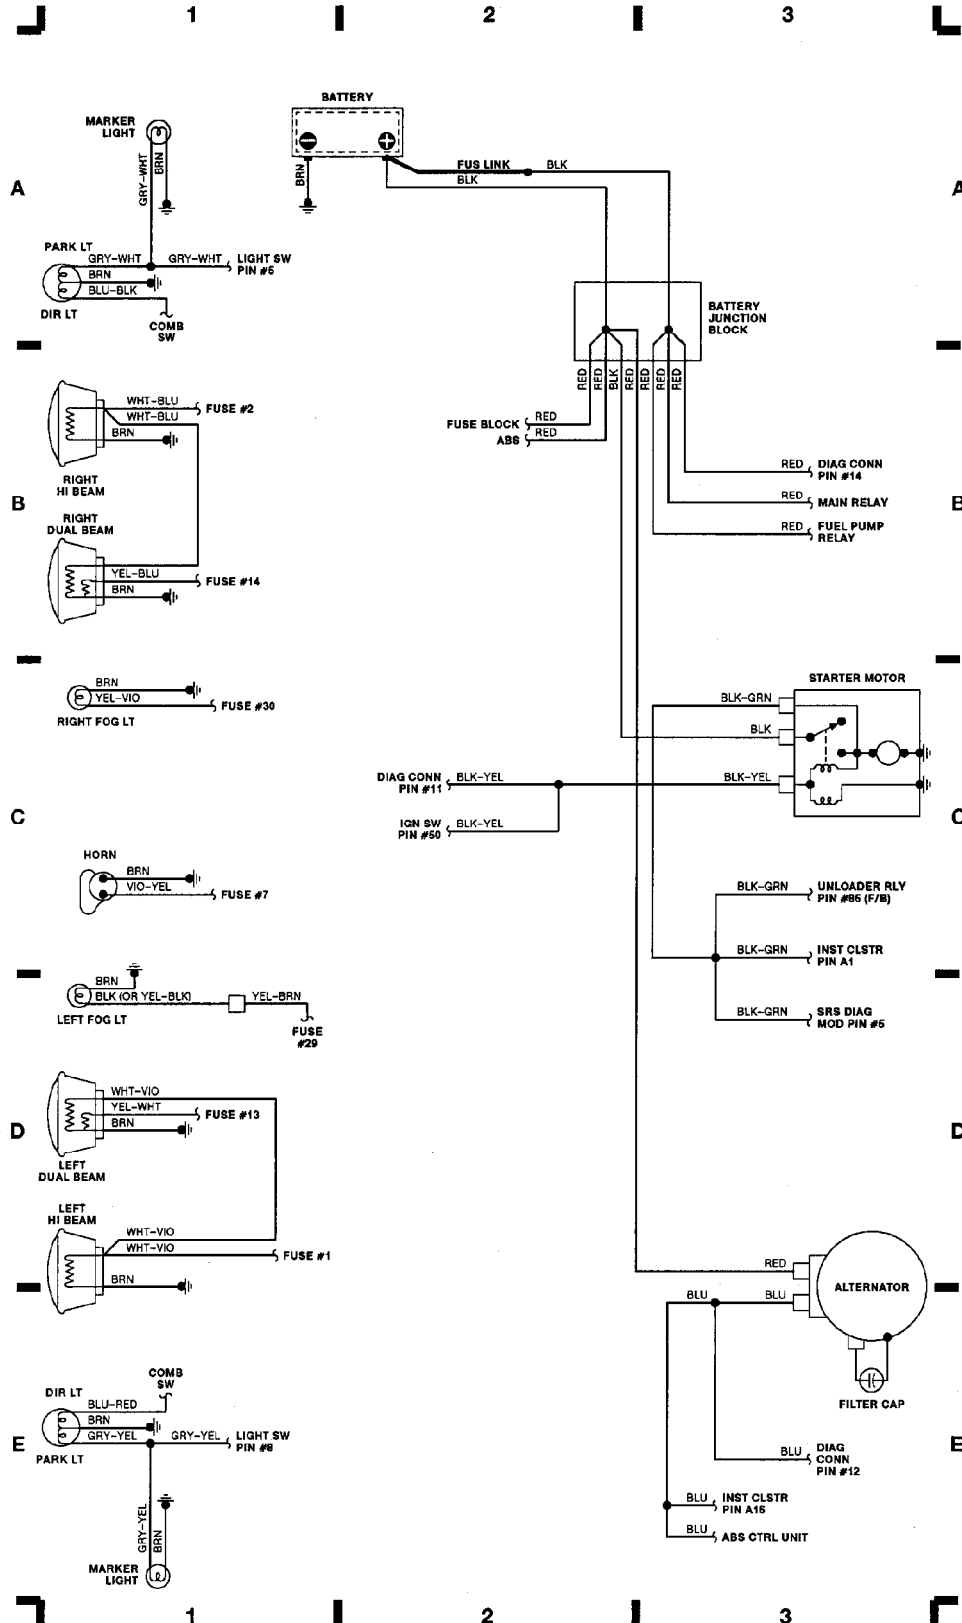 1 2 3
BATTERY
MARKER
LIGHT
GRY-WHT
BRN
BRN
FUS LINK
BLK
BLK
A
A
PARK LT
GRY-WHT
GRY-WHT
LIGHT SW
PIN #5
BRN
BLU-BLK
DIR LT
COMB
SW
BATTERY
JUNCTION
BLOCK
RED
RED
BLK
RED
RED
RED
WHT-BLU
FUSE #2
WHT-BLU
BRN
FUSE BLOCK
RED
ABS
RED
RIGHT
HI BEAM
RED
DIAG CONN
PIN #14
B
B
RED
MAIN RELAY
RED
FUEL PUMP
RELAY
RIGHT
DUAL BEAM
YEL-BLU
FUSE #14
BRN
BRN
YEL-VIO
FUSE #30
RIGHT FOG LT
STARTER MOTOR
BLK-GRN
BLK
DIAG CONN
PIN #11
BLK-YEL
BLK-YEL
IGN SW
PIN #50
BLK-YEL
C
C
HORN
BRN
VIO-YEL
FUSE #7
BLK-GRN
UNLOADER RLY
PIN #85 (F/B)
BLK-GRN
INST CLSTR
PIN A1
BRN
BLK (OR YEL-BLK)
YEL-BRN
LEFT FOG LT
FUSE
#29
BLK-GRN
SRS DIAG
MOD PIN #5
WHT-VIO
YEL-WHT
FUSE #13
BRN
D
D
LEFT
DUAL BEAM
LEFT
HI BEAM
WHT-VIO
WHT-VIO
FUSE #1
BRN
RED
ALTERNATOR
BLU
BLU
FILTER CAP
COMB
SW
DIR LT
BLU-RED
BRN
GRY-YEL
GRY-YEL
LIGHT SW
PIN #8
PARK LT
E
E
BLU
DIAG
CONN
PIN #12
BLU
INST CLSTR
PIN A15
BLU
ABS CTRL UNIT
GRY-YEL
BRN
MARKER
LIGHT
1 2 3